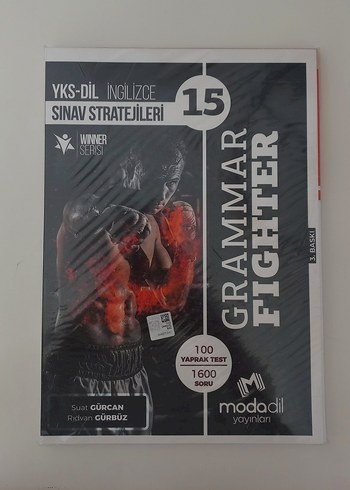 YKS-DİL İNGİLİZCE
SINAV STRATEJİLERİ
15
WINNER
SERİSİ
GRAMMAR
FIGHTER
3. BASKI
100
YAPRAK TEST
1600
SORU
Suat GÜRCAN
Rıdvan GÜRBÜZ
modadil
yayınları